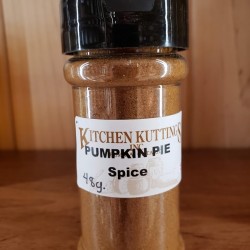 KITCHEN KUTTINGS
INC.
PUMPKIN PIE
Spice
48g.